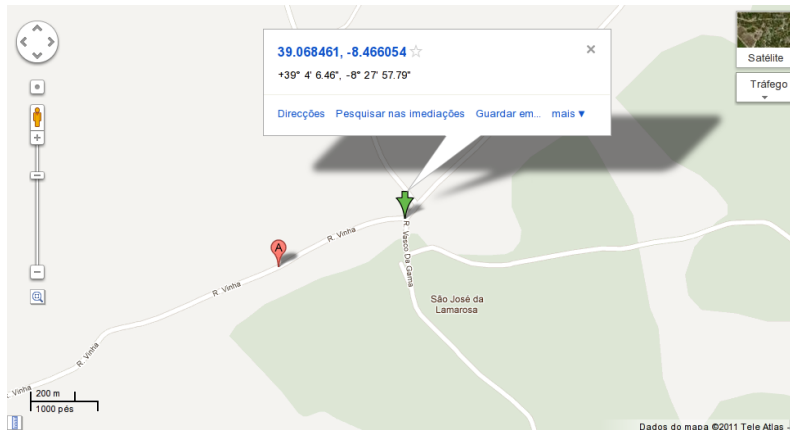 39.068461, -8.466054
+39° 4' 6.46", -8° 27' 57.79"
Direcções Pesquisar nas imediações Guardar em... mais ▼
Satélite
Tráfego
A
R. Vinha
R. Vasco Da Gama
R. Vinha
São José da
Lamarosa
R. Vinha
R. Vinha
200 m
1000 pés
Dados do mapa ©2011 Tele Atlas -